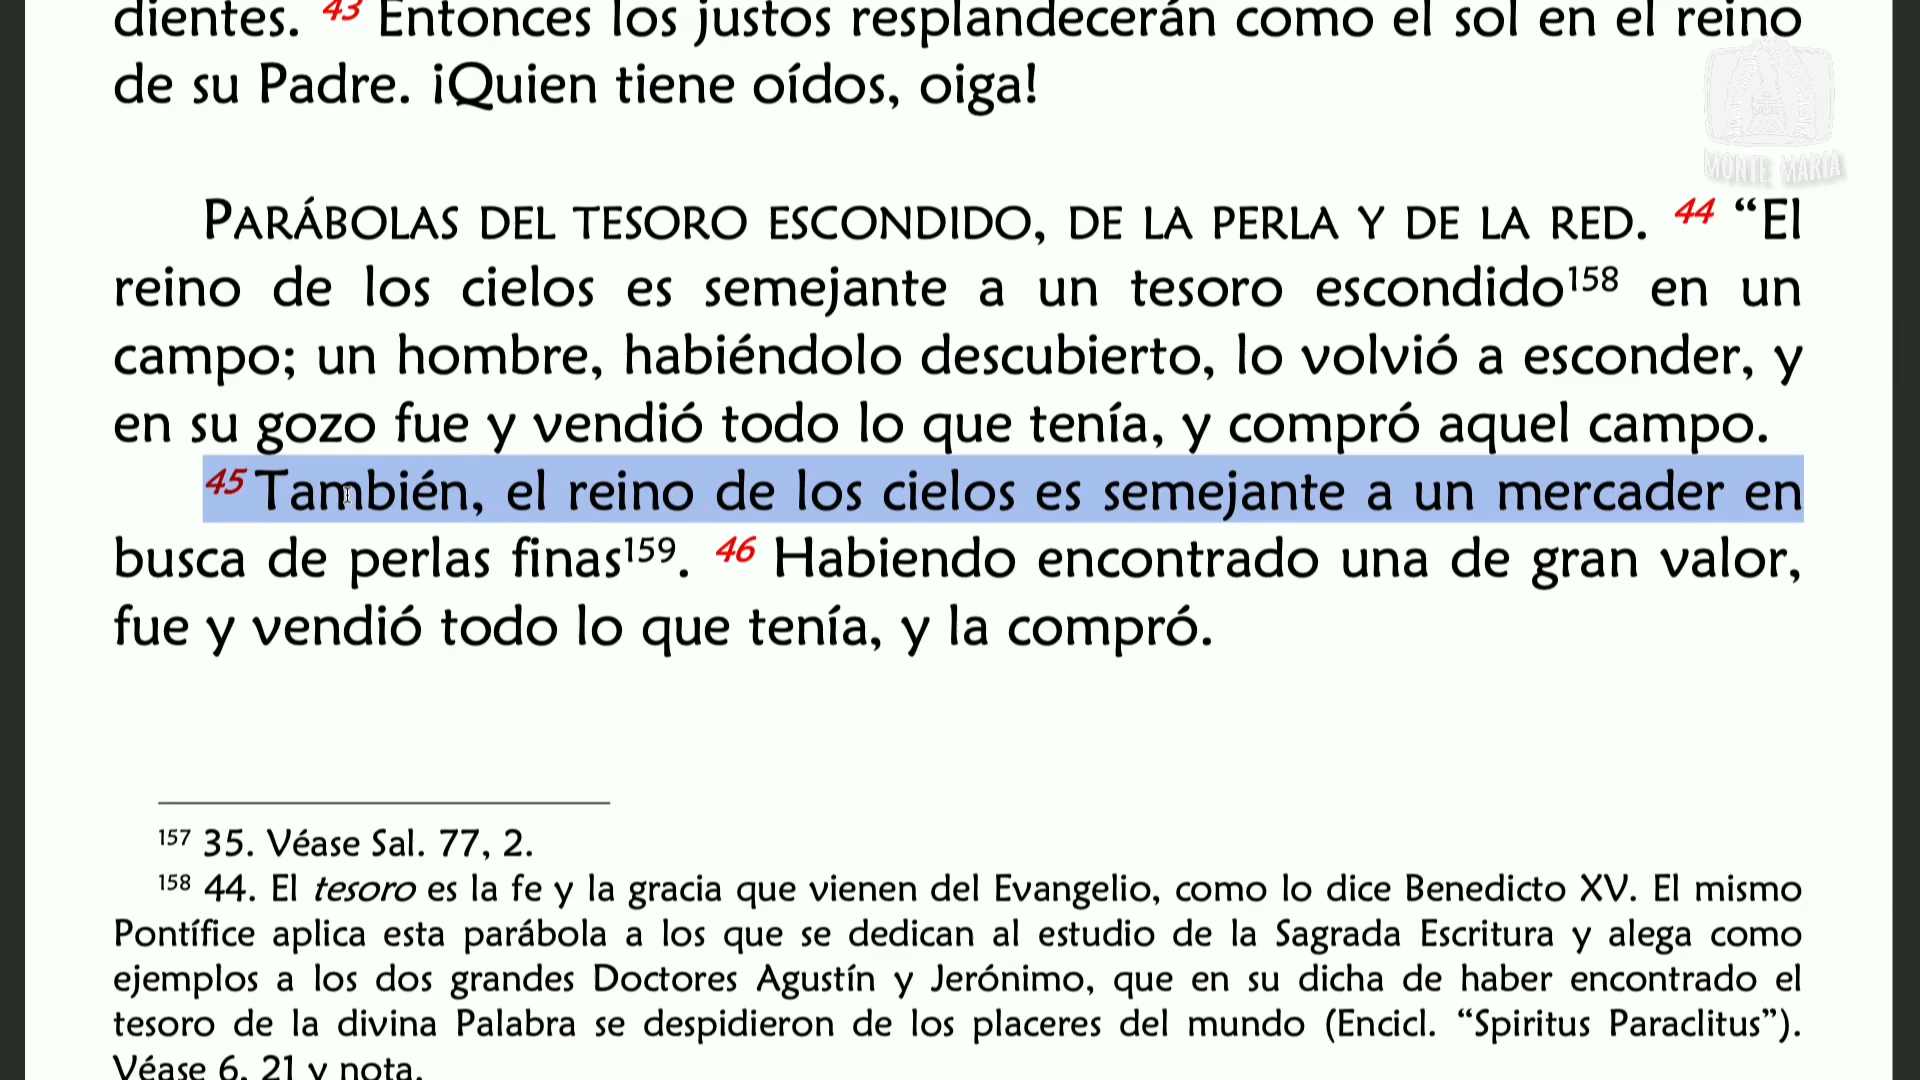 dientes. 43 Entonces los justos resplandecerán como el sol en el reino
de su Padre. ¡Quien tiene oídos, oiga!
MONTE MARIA
PARÁBOLAS DEL TESORO ESCONDIDO, DE LA PERLA Y DE LA RED. 44 “El
reino de los cielos es semejante a un tesoro escondido158 en un
campo; un hombre, habiéndolo descubierto, lo volvió a esconder, y
en su gozo fue y vendió todo lo que tenía, y compró aquel campo.
45 También, el reino de los cielos es semejante a un mercader en
busca de perlas finas159. 46 Habiendo encontrado una de gran valor,
fue y vendió todo lo que tenía, y la compró.
157 35. Véase Sal. 77, 2.
158 44. El tesoro es la fe y la gracia que vienen del Evangelio, como lo dice Benedicto XV. El mismo
Pontífice aplica esta parábola a los que se dedican al estudio de la Sagrada Escritura y alega como
ejemplos a los dos grandes Doctores Agustín y Jerónimo, que en su dicha de haber encontrado el
tesoro de la divina Palabra se despidieron de los placeres del mundo (Encicl. “Spiritus Paraclitus”).
Véase 6, 21 y nota.